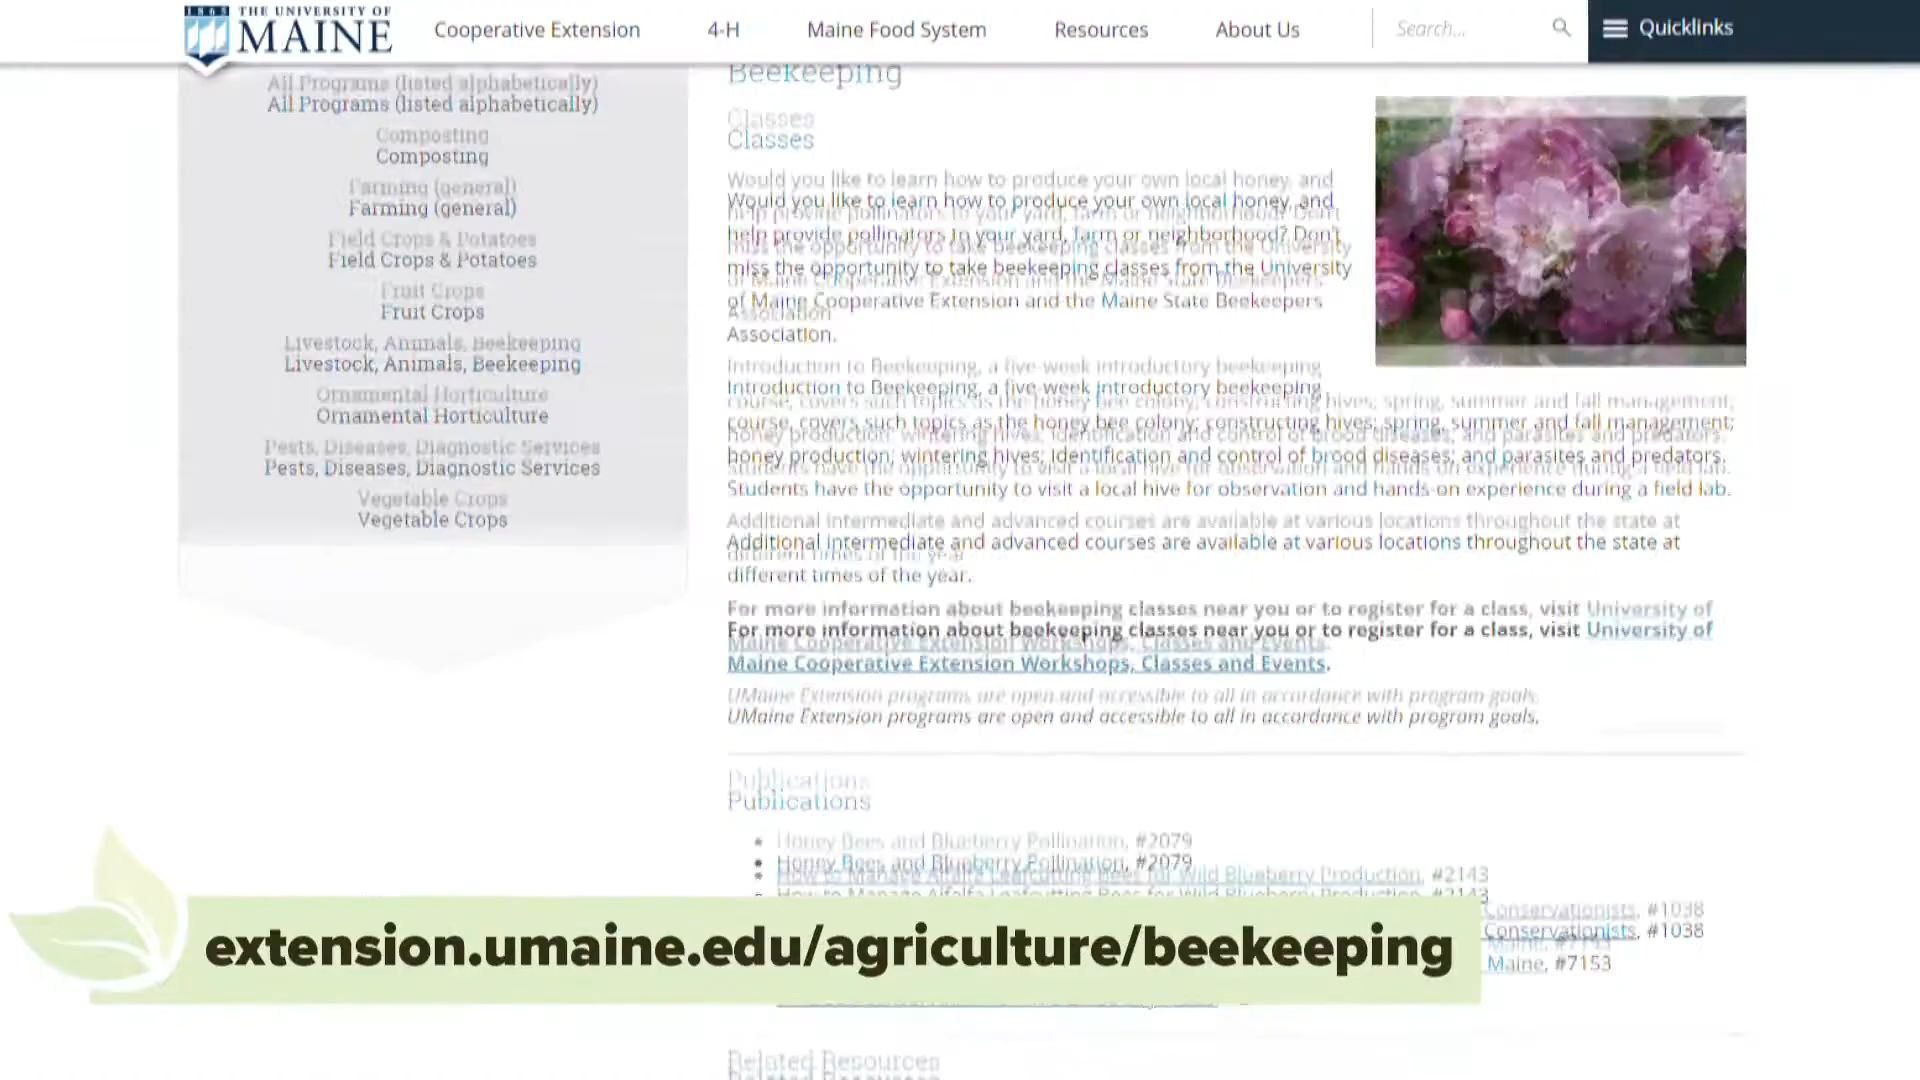 1865 THE UNIVERSITY OF
MAINE
Cooperative Extension
4-H
Maine Food System
Resources
About Us
Search...
Quicklinks
All Programs (listed alphabetically)
Composting
Farming (general)
Field Crops & Potatoes
Fruit Crops
Livestock, Animals, Beekeeping
Ornamental Horticulture
Pests, Diseases, Diagnostic Services
Vegetable Crops
Beekeeping
Classes
Would you like to learn how to produce your own local honey, and
help provide pollinators to your yard, farm or neighborhood? Don't
miss the opportunity to take beekeeping classes from the University
of Maine Cooperative Extension and the Maine State Beekeepers
Association.
Introduction to Beekeeping, a five-week introductory beekeeping
course, covers such topics as the honey bee colony; constructing hives; spring, summer and fall management;
honey production; wintering hives; identification and control of brood diseases; and parasites and predators.
Students have the opportunity to visit a local hive for observation and hands-on experience during a field lab.
Additional intermediate and advanced courses are available at various locations throughout the state at
different times of the year.
For more information about beekeeping classes near you or to register for a class, visit University of
Maine Cooperative Extension Workshops, Classes and Events.
UMaine Extension programs are open and accessible to all in accordance with program goals.
Publications
Honey Bees and Blueberry Pollination, #2079
How to Manage Alfalfa Leafcutting Bees for Wild Blueberry Production, #2143
Conservationists, #1038
Maine, #7153
extension.umaine.edu/agriculture/beekeeping
Related Resources